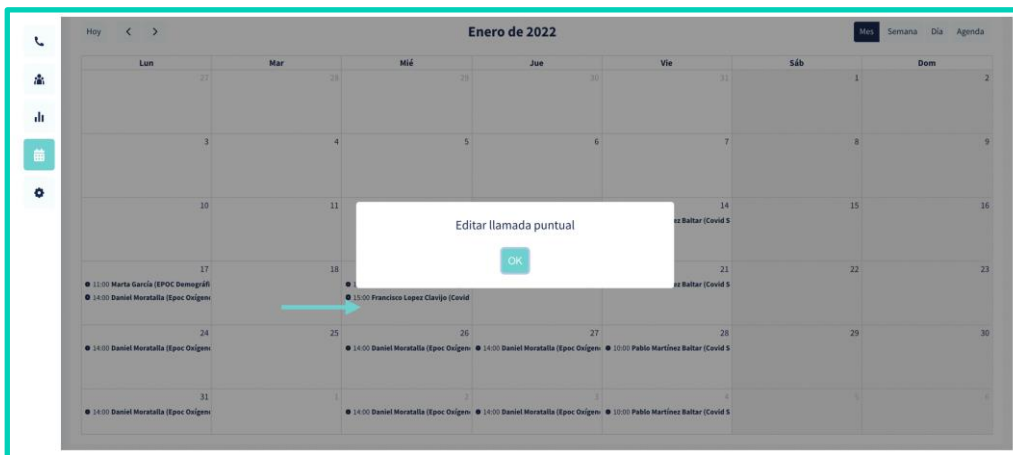 Hoy
Enero de 2022
Mes Semana Día Agenda
Lun Mar Mié Jue Vie Sáb Dom
27 28 29 30 31 1 2
3 4 5 6 7 8 9
10 11 14 15 16
ez Baltar (Covid S
Editar llamada puntual
OK
17 18 21 22 23
11:00 Marta García (EPOC Demográfi
ez Baltar (Covid S
14:00 Daniel Moratalla (Epoc Oxígen
15:00 Francisco Lopez Clavijo (Covid
24 25 26 27 28 29 30
14:00 Daniel Moratalla (Epoc Oxígen 14:00 Daniel Moratalla (Epoc Oxígen 14:00 Daniel Moratalla (Epoc Oxígen 10:00 Pablo Martínez Baltar (Covid S
31 1 2 3 4 5 6
14:00 Daniel Moratalla (Epoc Oxígen 14:00 Daniel Moratalla (Epoc Oxígen 14:00 Daniel Moratalla (Epoc Oxígen 10:00 Pablo Martínez Baltar (Covid S